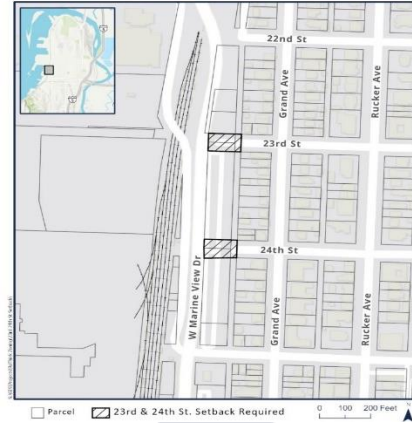 22nd St
Grand Ave
Rucker Ave
23rd St
24th St
W Marine View Dr
Grand Ave
Rucker Ave
Parcel
23rd & 24th St. Setback Required
0 100 200 Feet
N